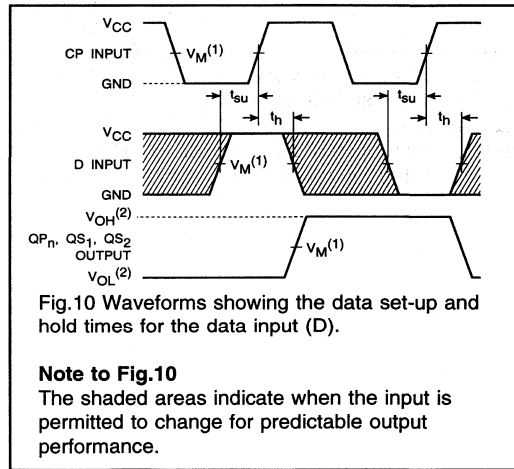 VCC
CP INPUT
VM(1)
GND
tsu
tsu
th
th
VCC
D INPUT
VM(1)
GND
VOH(2)
QPn, QS1, QS2
OUTPUT
VM(1)
VOL(2)
Fig.10 Waveforms showing the data set-up and
hold times for the data input (D).
Note to Fig.10
The shaded areas indicate when the input is
permitted to change for predictable output
performance.